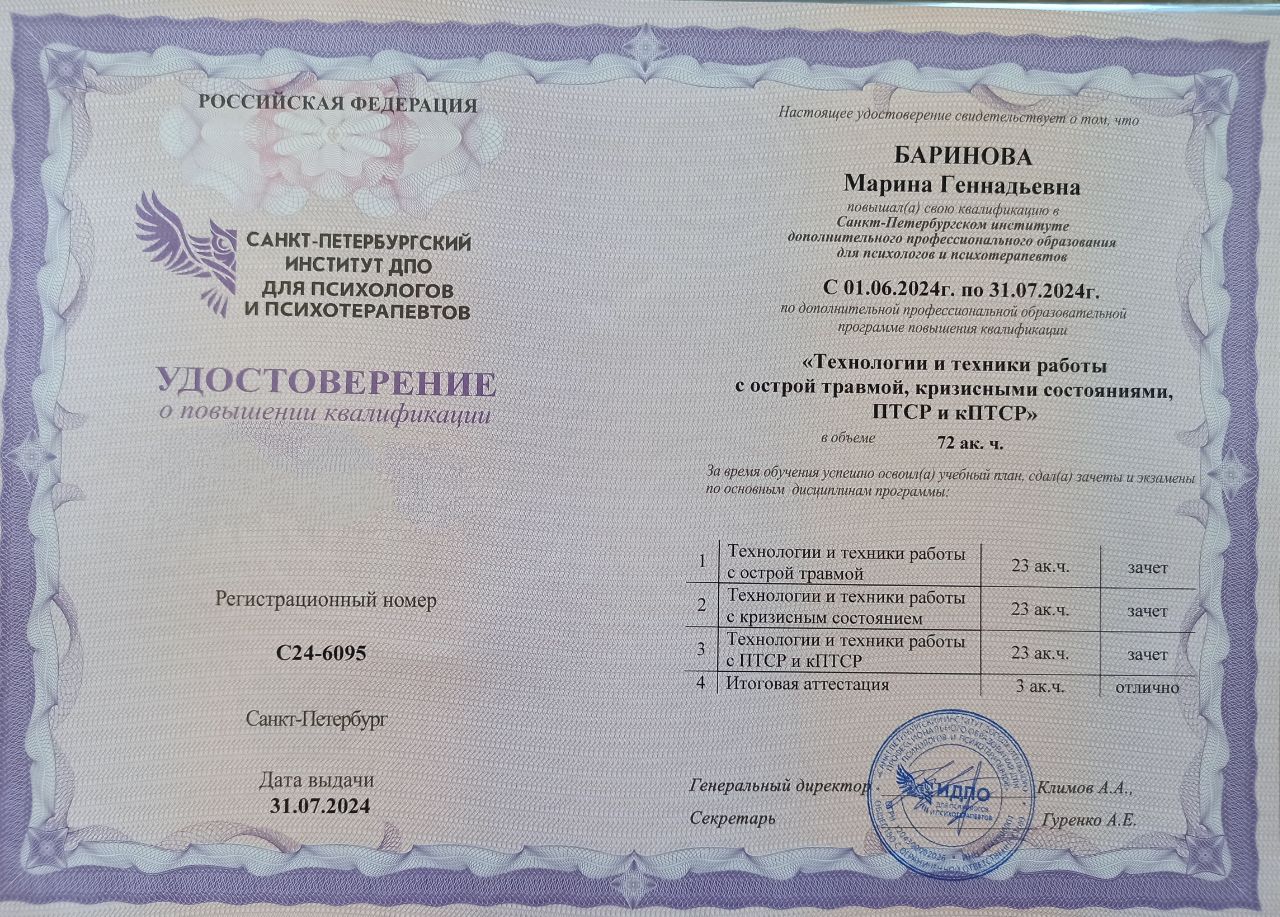 РОССИЙСКАЯ ФЕДЕРАЦИЯ
САНКТ-ПЕТЕРБУРГСКИЙ
ИНСТИТУТ ДПО
ДЛЯ ПСИХОЛОГОВ
И ПСИХОТЕРАПЕВТОВ
УДОСТОВЕРЕНИЕ
о повышении квалификации
Регистрационный номер
С24-6095
Санкт-Петербург
Дата выдачи
31.07.2024
Настоящее удостоверение свидетельствует о том, что
БАРИНОВА
Марина Геннадьевна
повышал(а) свою квалификацию в
Санкт-Петербургском институте
дополнительного профессионального образования
для психологов и психотерапевтов
С 01.06.2024г. по 31.07.2024г.
по дополнительной профессиональной образовательной
программе повышения квалификации
«Технологии и техники работы
с острой травмой, кризисными состояниями,
ПТСР и кПТСР»
в объеме 72 ак. ч.
За время обучения успешно освоил(а) учебный план, сдал(а) зачеты и экзамены
по основным дисциплинам программы:
1 Технологии и техники работы
с острой травмой 23 ак.ч. зачет
2 Технологии и техники работы
с кризисным состоянием 23 ак.ч. зачет
3 Технологии и техники работы
с ПТСР и кПТСР 23 ак.ч. зачет
4 Итоговая аттестация 3 ак.ч. отлично
Генеральный директор Климов А.А.,
Секретарь Гуренко А.Е.
ИДПО
ДЛЯ ПСИХОЛОГОВ
И ПСИХОТЕРАПЕВТОВ